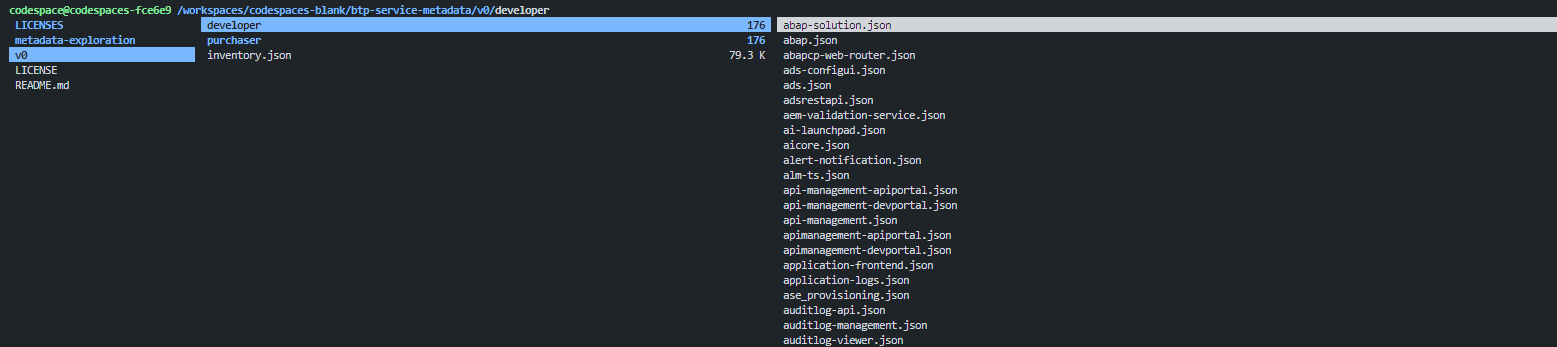 codespace@codespaces-fce6e9 /workspaces/codespaces-blank/btp-service-metadata/v0/developer
LICENSES
metadata-exploration
v0
LICENSE
README.md
developer 176
purchaser 176
inventory.json 79.3 K
abap-solution.json
abap.json
abapcp-web-router.json
ads-configui.json
ads.json
adsrestapi.json
aem-validation-service.json
ai-launchpad.json
aicore.json
alert-notification.json
alm-ts.json
api-management-apiportal.json
api-management-devportal.json
api-management.json
apimanagement-apiportal.json
apimanagement-devportal.json
application-frontend.json
application-logs.json
ase_provisioning.json
auditlog-api.json
auditlog-management.json
auditlog-viewer.json